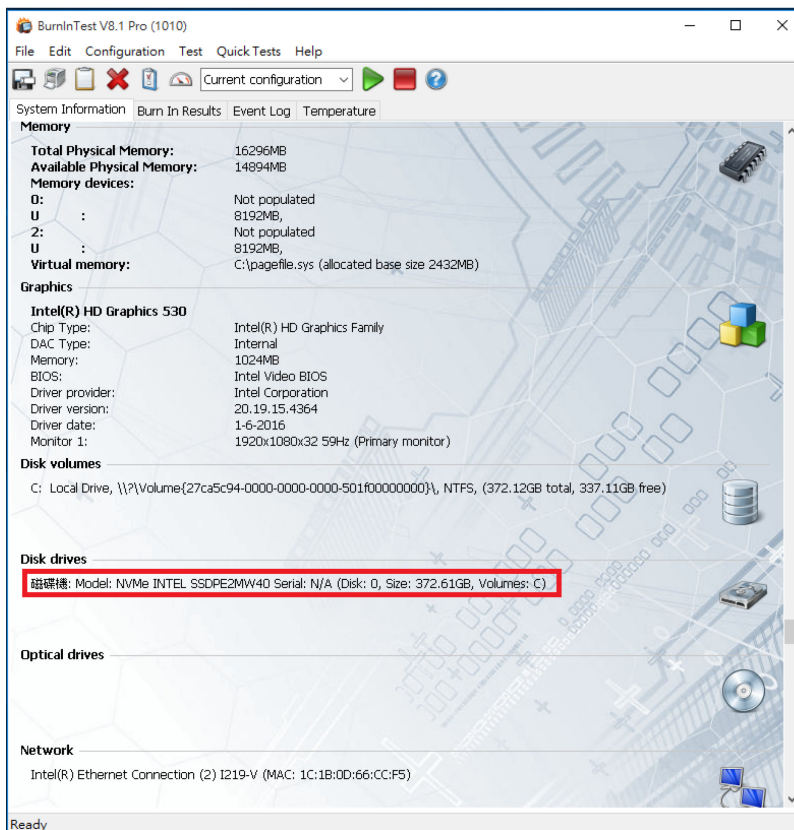 BurnInTest V8.1 Pro (1010)
File Edit Configuration Test Quick Tests Help
Current configuration
System Information Burn In Results Event Log Temperature
Memory
Total Physical Memory: 16296MB
Available Physical Memory: 14894MB
Memory devices:
0: Not populated
U : 8192MB,
2: Not populated
U : 8192MB,
Virtual memory: C:\pagefile.sys (allocated base size 2432MB)
Graphics
Intel(R) HD Graphics 530
Chip Type: Intel(R) HD Graphics Family
DAC Type: Internal
Memory: 1024MB
BIOS: Intel Video BIOS
Driver provider: Intel Corporation
Driver version: 20.19.15.4364
Driver date: 1-6-2016
Monitor 1: 1920x1080x32 59Hz (Primary monitor)
Disk volumes
C: Local Drive, \\?\Volume{27ca5c94-0000-0000-0000-501f00000000}\, NTFS, (372.12GB total, 337.11GB free)
Disk drives
磁碟機: Model: NVMe INTEL SSDPE2MW40 Serial: N/A (Disk: 0, Size: 372.61GB, Volumes: C)
Optical drives
Network
Intel(R) Ethernet Connection (2) I219-V (MAC: 1C:1B:0D:66:CC:F5)
Ready